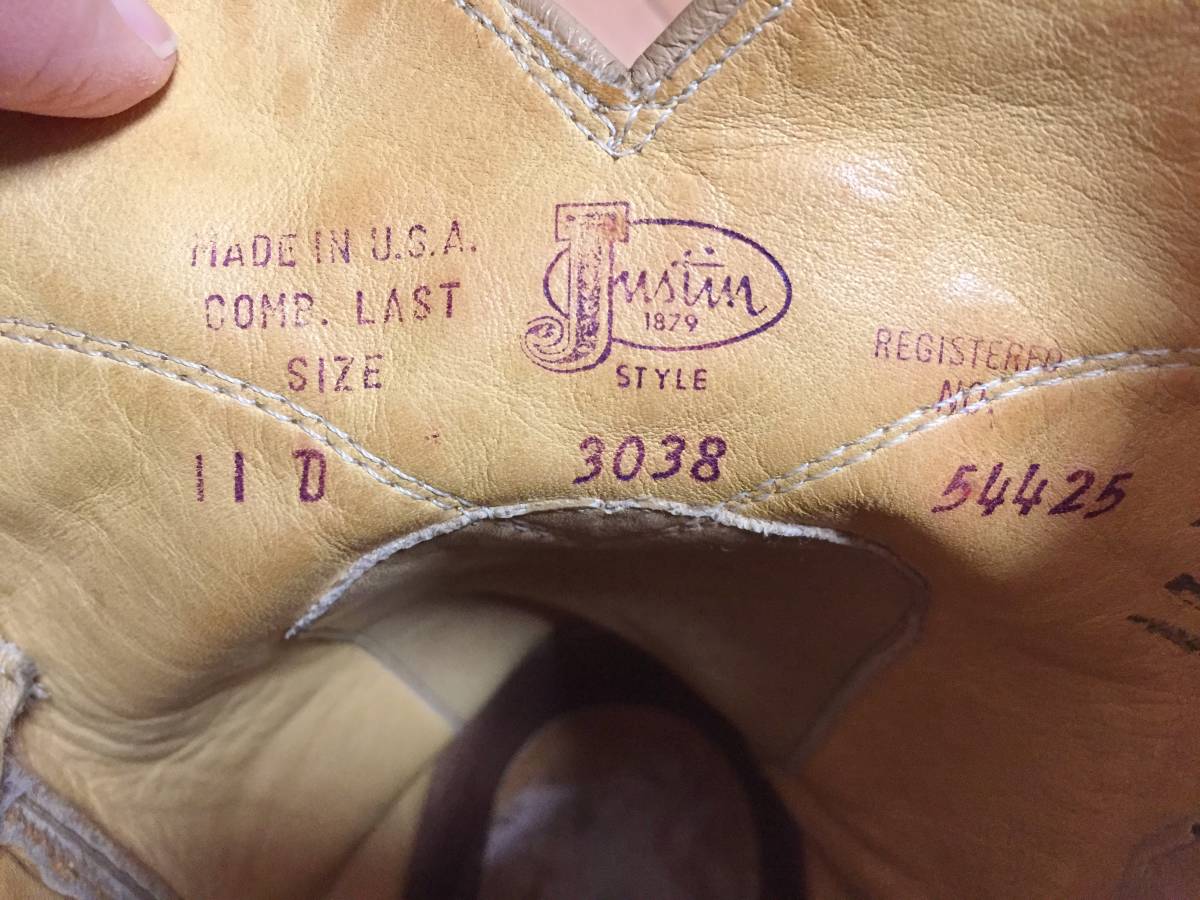 MADE IN U.S.A.
COMB. LAST
SIZE
11 D
Justin
1879
STYLE
3038
REGISTERED
NO.
54425